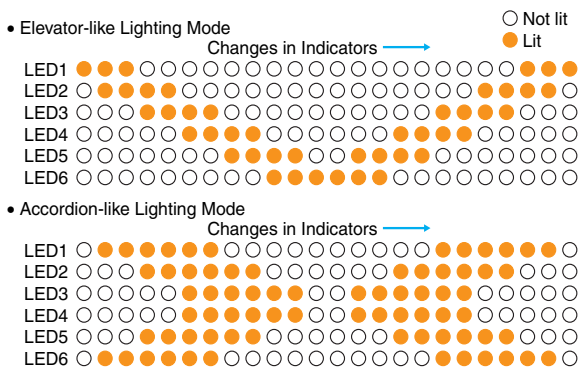 Not lit
• Elevator-like Lighting Mode
Lit
Changes in Indicators
LED1
LED2
LED3
LED4
LED5
LED6
• Accordion-like Lighting Mode
Changes in Indicators
LED1
LED2
LED3
LED4
LED5
LED6